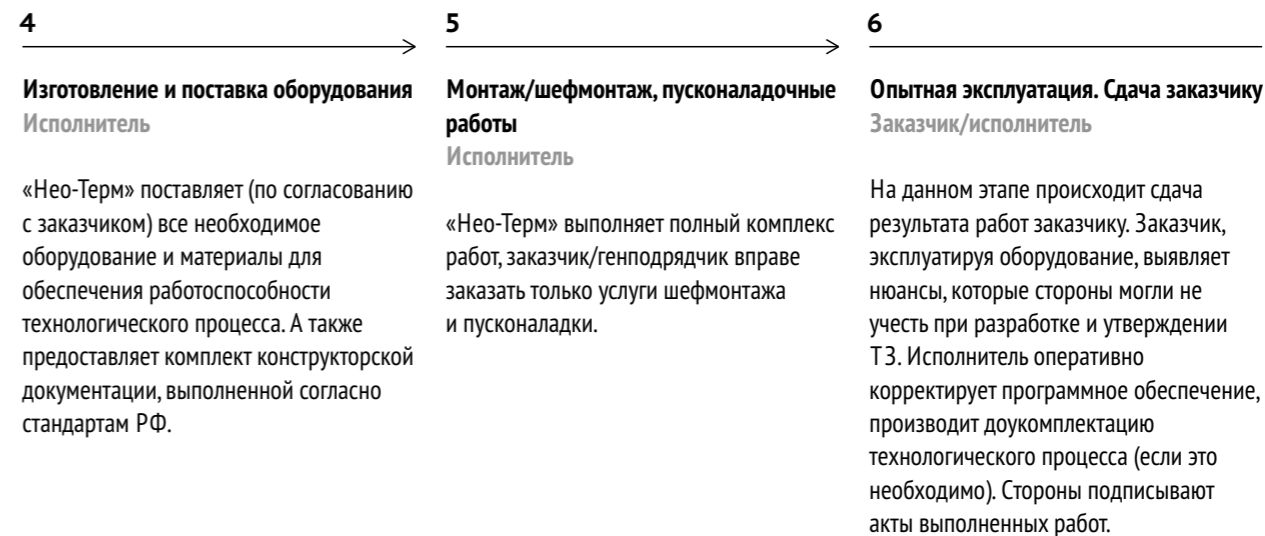 4
Изготовление и поставка оборудования
Исполнитель
«Нео-Терм» поставляет (по согласованию
с заказчиком) все необходимое
оборудование и материалы для
обеспечения работоспособности
технологического процесса. А также
предоставляет комплект конструкторской
документации, выполненной согласно
стандартам РФ.
5
Монтаж/шефмонтаж, пусконаладочные
работы
Исполнитель
«Нео-Терм» выполняет полный комплекс
работ, заказчик/генподрядчик вправе
заказать только услуги шефмонтажа
и пусконаладки.
6
Опытная эксплуатация. Сдача заказчику
Заказчик/исполнитель
На данном этапе происходит сдача
результата работ заказчику. Заказчик,
эксплуатируя оборудование, выявляет
нюансы, которые стороны могли не
учесть при разработке и утверждении
ТЗ. Исполнитель оперативно
корректирует программное обеспечение,
производит доукомплектацию
технологического процесса (если это
необходимо). Стороны подписывают
акты выполненных работ.